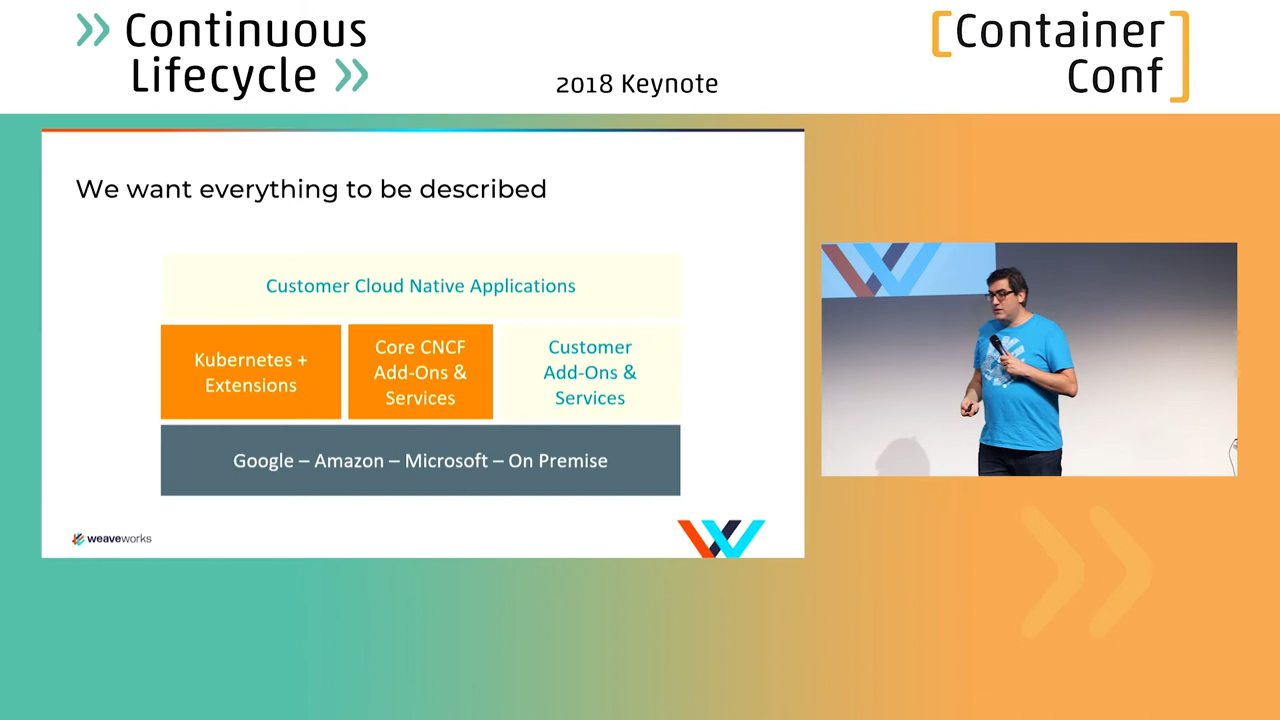 Continuous
Lifecycle
2018 Keynote
Container
Conf
We want everything to be described
Customer Cloud Native Applications
Kubernetes +
Extensions
Core CNCF
Add-Ons &
Services
Customer
Add-Ons &
Services
Google – Amazon – Microsoft – On Premise
weaveworks